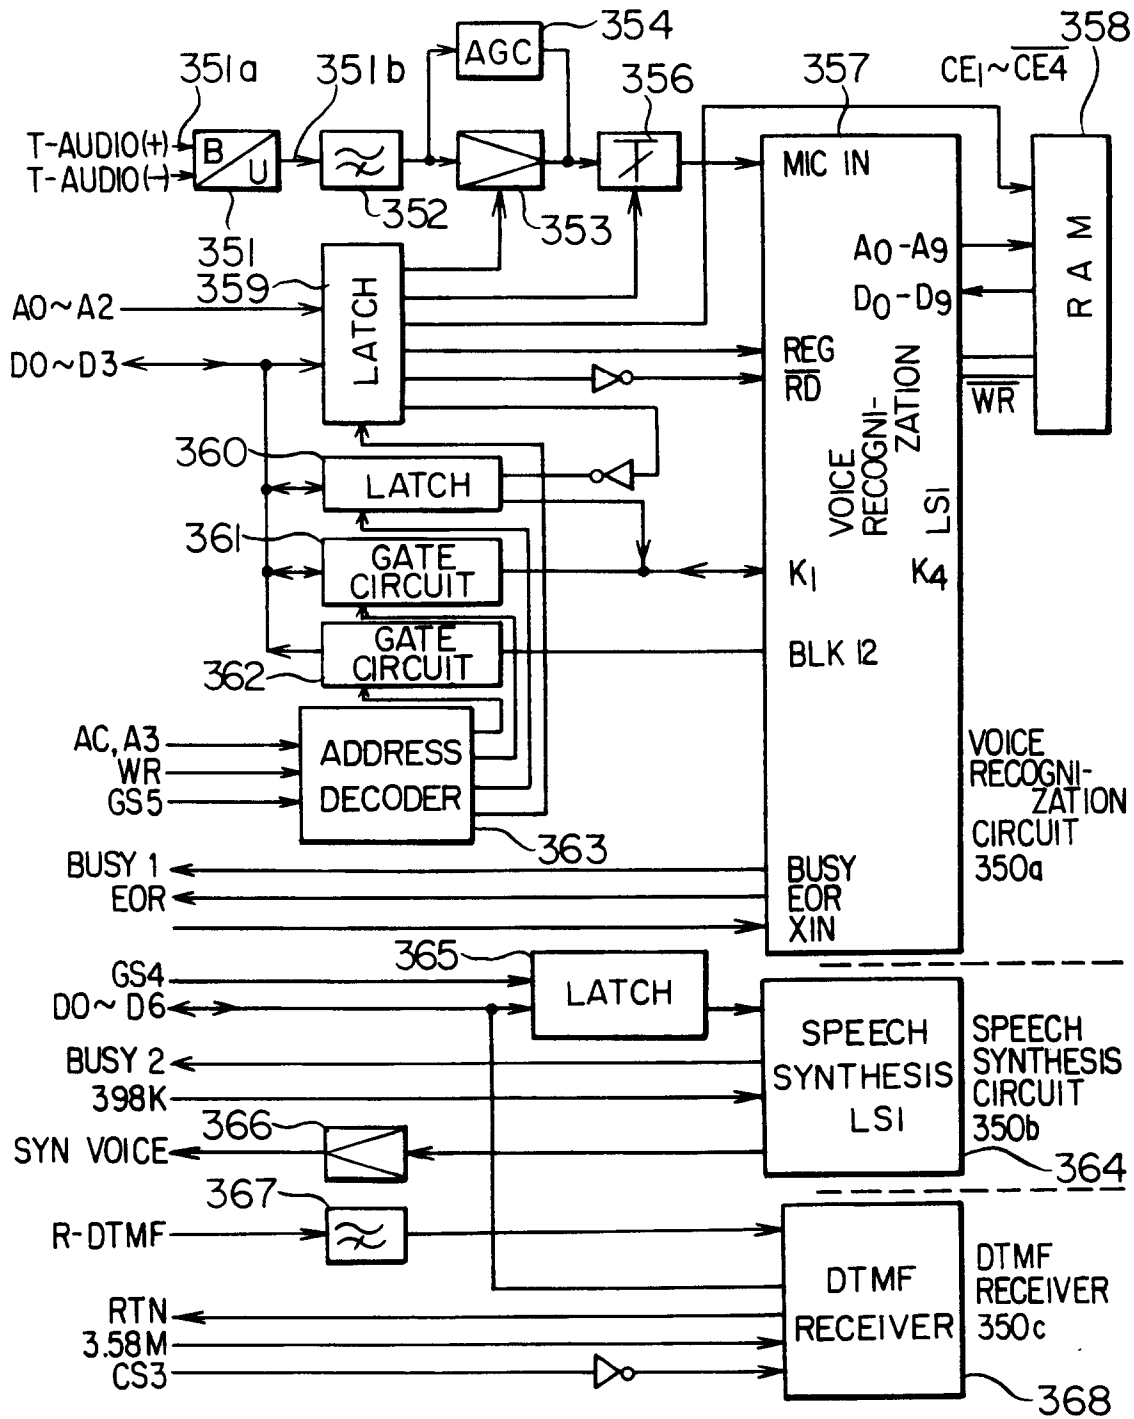 354
358
AGC
CE1~CE4
351a
351b
356
357
T-AUDIO(+)
T-AUDIO(−)
B
U
T
MIC IN
351
352
353
359
A0-A9
D0-D9
RAM
A0~A2
LATCH
D0~D3
REG
RD
WR
VOICE
RECOGNI-
ZATION
LSI
360
LATCH
361
GATE
CIRCUIT
K1
K4
GATE
CIRCUIT
362
BLK 12
AC, A3
WR
GS5
ADDRESS
DECODER
363
VOICE
RECOGNI-
ZATION
CIRCUIT
350a
BUSY 1
BUSY
EOR
EOR
XIN
365
GS4
LATCH
D0~D6
BUSY 2
398K
SPEECH
SYNTHESIS
LSI
SPEECH
SYNTHESIS
CIRCUIT
350b
366
SYN VOICE
364
367
R-DTMF
DTMF
RECEIVER
DTMF
RECEIVER
350c
RTN
3.58M
CS3
368